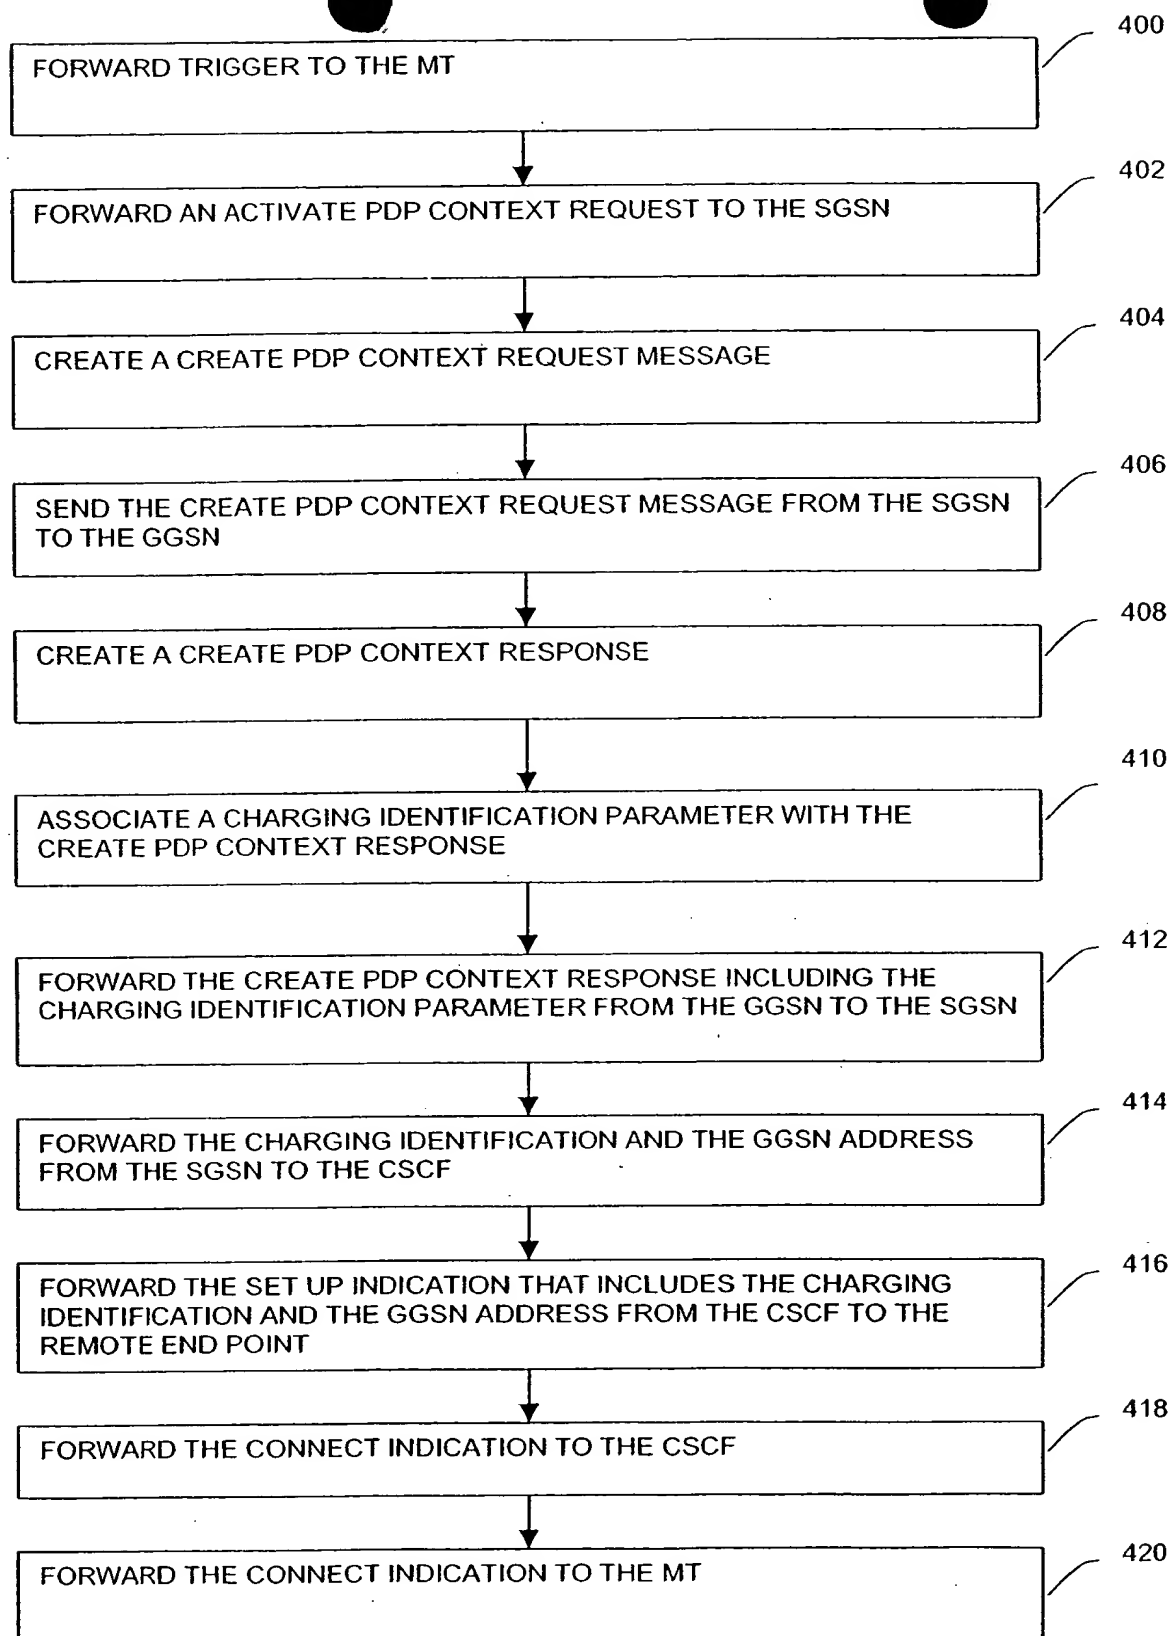 400
FORWARD TRIGGER TO THE MT
402
FORWARD AN ACTIVATE PDP CONTEXT REQUEST TO THE SGSN
404
CREATE A CREATE PDP CONTEXT REQUEST MESSAGE
406
SEND THE CREATE PDP CONTEXT REQUEST MESSAGE FROM THE SGSN
TO THE GGSN
408
CREATE A CREATE PDP CONTEXT RESPONSE
410
ASSOCIATE A CHARGING IDENTIFICATION PARAMETER WITH THE
CREATE PDP CONTEXT RESPONSE
412
FORWARD THE CREATE PDP CONTEXT RESPONSE INCLUDING THE
CHARGING IDENTIFICATION PARAMETER FROM THE GGSN TO THE SGSN
414
FORWARD THE CHARGING IDENTIFICATION AND THE GGSN ADDRESS
FROM THE SGSN TO THE CSCF
416
FORWARD THE SET UP INDICATION THAT INCLUDES THE CHARGING
IDENTIFICATION AND THE GGSN ADDRESS FROM THE CSCF TO THE
REMOTE END POINT
418
FORWARD THE CONNECT INDICATION TO THE CSCF
420
FORWARD THE CONNECT INDICATION TO THE MT